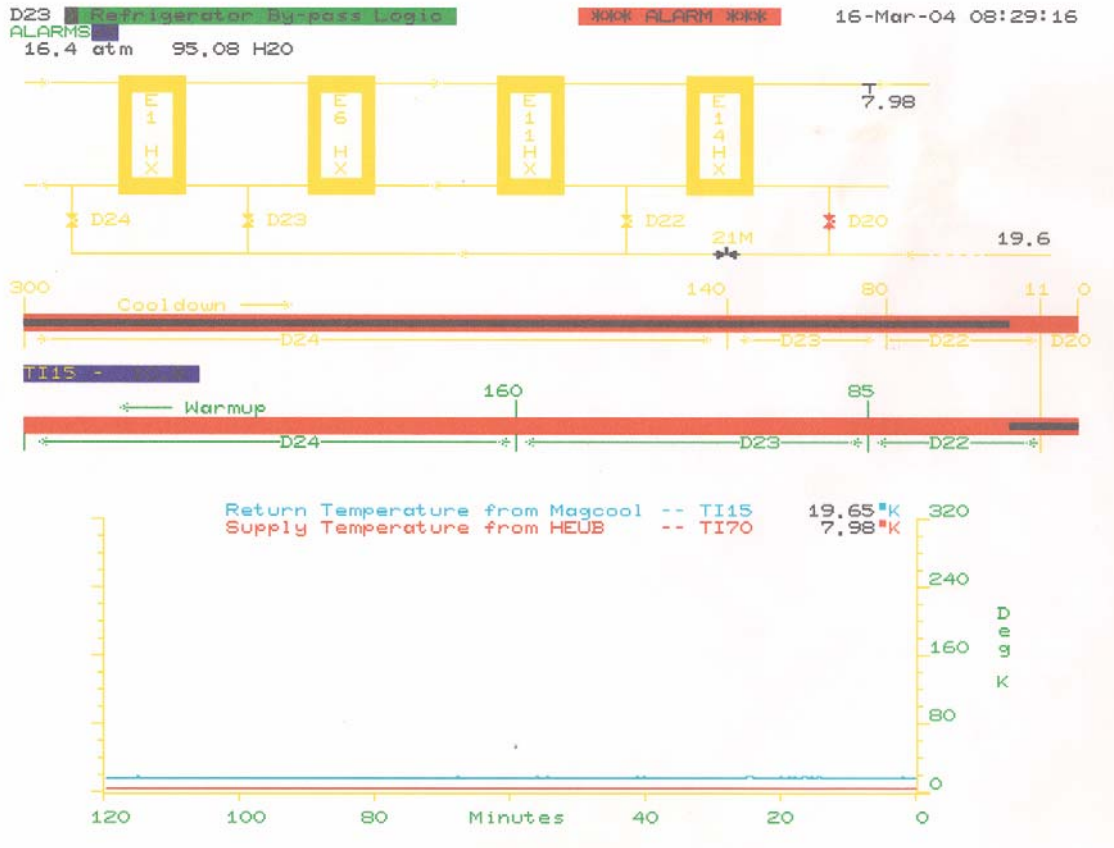 D23 Refrigerator By-pass Logic *** ALARM *** 16-Mar-04 08:29:16
ALARMS
16.4 atm 95.08 H2O
E1 HX E6 HX E11HX E14HX T
7.98
D24 D23 D22 D20
21M 19.6
300 140 80 11 0
Cooldown
D24 D23 D22 D20
TI15 -
160 85
Warmup
D24 D23 D22
Return Temperature from Magcool -- TI15 19.65°K
Supply Temperature from HEUB -- TI70 7.98°K
320
240
160
80
0
Deg K
120 100 80 Minutes 40 20 0